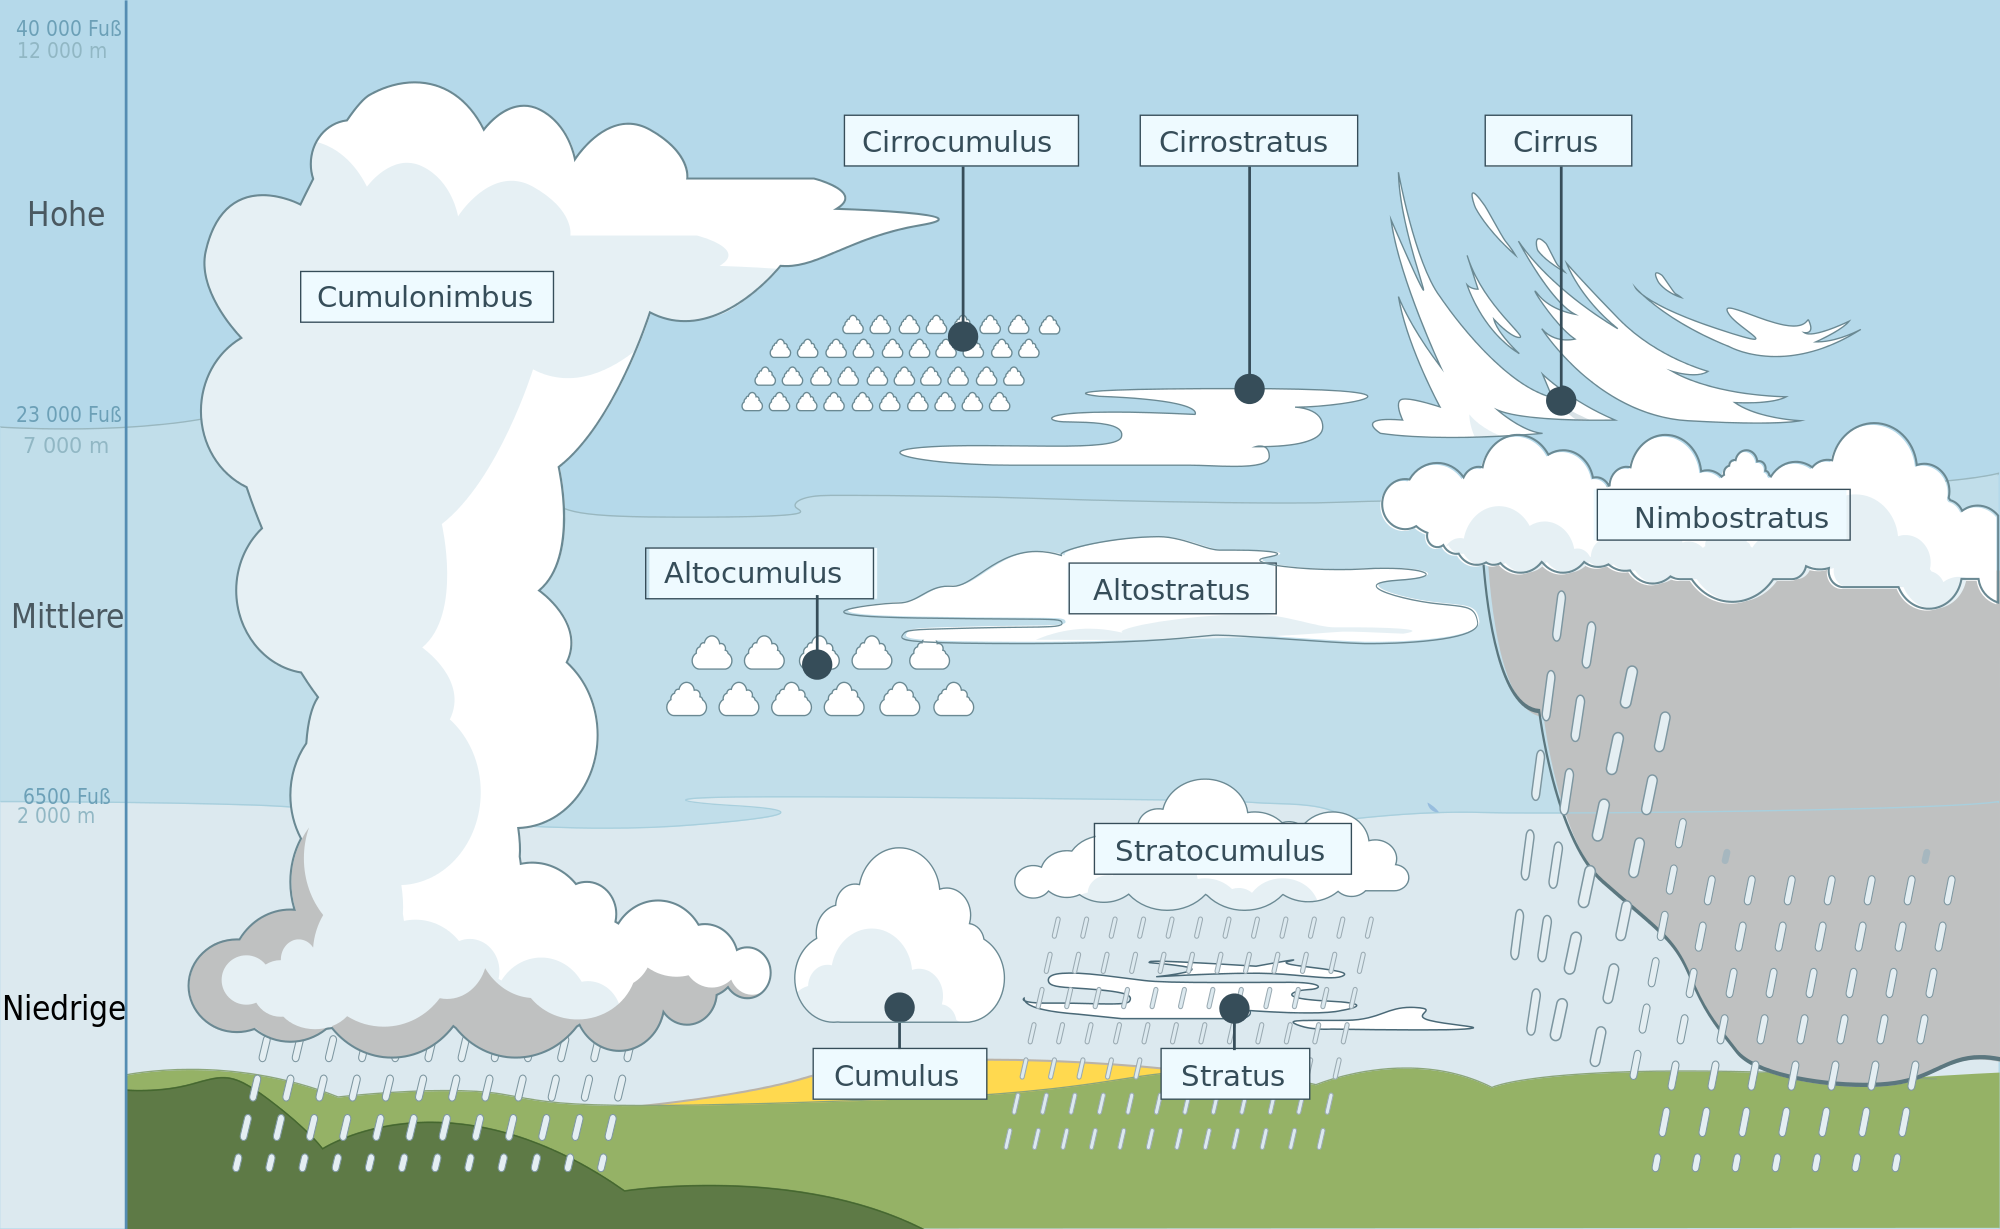 40 000 Fuß
12 000 m
Cirrocumulus
Cirrostratus
Cirrus
Hohe
Cumulonimbus
23 000 Fuß
7 000 m
Nimbostratus
Altocumulus
Altostratus
Mittlere
6500 Fuß
2 000 m
Stratocumulus
Niedrige
Cumulus
Stratus